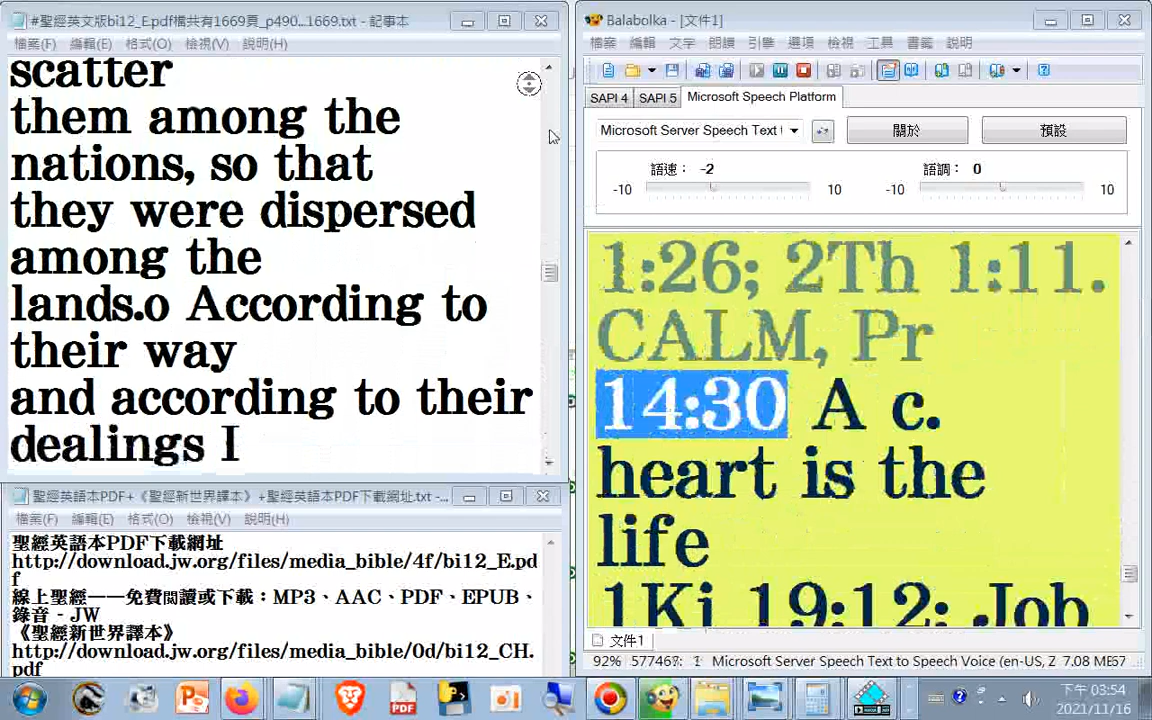 #聖經英文版bi12_E.pdf檔共有1669頁_p490...1669.txt - 記事本
檔案(F) 編輯(E) 格式(O) 檢視(V) 說明(H)
scatter
them among the
nations, so that
they were dispersed
among the
lands.o According to
their way
and according to their
dealings I
聖經英語本PDF+《聖經新世界譯本》+聖經英語本PDF下載網址.txt - ...
檔案(F) 編輯(E) 格式(O) 檢視(V) 說明(H)
聖經英語本PDF下載網址
http://download.jw.org/files/media_bible/4f/bi12_E.pd
f
線上聖經——免費閱讀或下載：MP3、AAC、PDF、EPUB、
錄音 - JW
《聖經新世界譯本》
http://download.jw.org/files/media_bible/0d/bi12_CH.
pdf
Balabolka - [文件1]
檔案 編輯 文字 朗讀 引擎 選項 檢視 工具 書籤 說明
SAPI 4 SAPI 5 Microsoft Speech Platform
Microsoft Server Speech Text 關於 預設
語速： -2 語調： 0
-10 10 -10 10
1:26; 2Th 1:11.
CALM, Pr
14:30 A c.
heart is the
life
1Ki 19:12; Job
文件1
92% 577467: 1 Microsoft Server Speech Text to Speech Voice (en-US, Z 7.08 ME
PDF
下午 03:54
2021/11/16